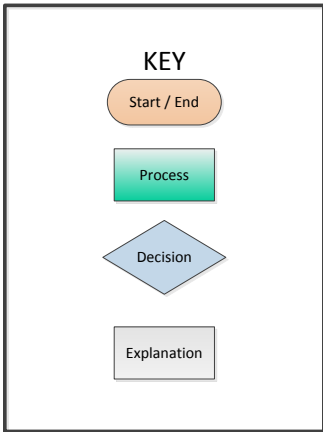 KEY
Start / End
Process
Decision
Explanation